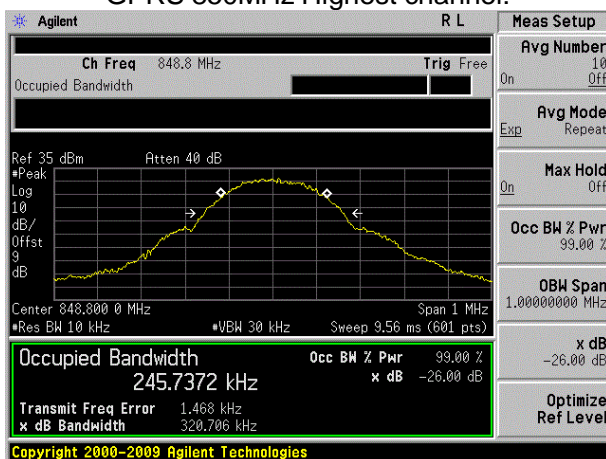 GPRS 850MHz Highest channel:
Agilent R L Meas Setup
Ch Freq 848.8 MHz Trig Free
Occupied Bandwidth
Avg Number
10
On Off
Avg Mode
Exp Repeat
Max Hold
On Off
Occ BW % Pwr
99.00 %
OBW Span
1.00000000 MHz
x dB
-26.00 dB
Optimize
Ref Level
Ref 35 dBm Atten 40 dB
#Peak
Log
10
dB/
Offst
9
dB
Center 848.800 0 MHz Span 1 MHz
#Res BW 10 kHz #VBW 30 kHz Sweep 9.56 ms (601 pts)
Occupied Bandwidth Occ BW % Pwr 99.00 %
245.7372 kHz x dB -26.00 dB
Transmit Freq Error 1.468 kHz
x dB Bandwidth 320.706 kHz
Copyright 2000-2009 Agilent Technologies